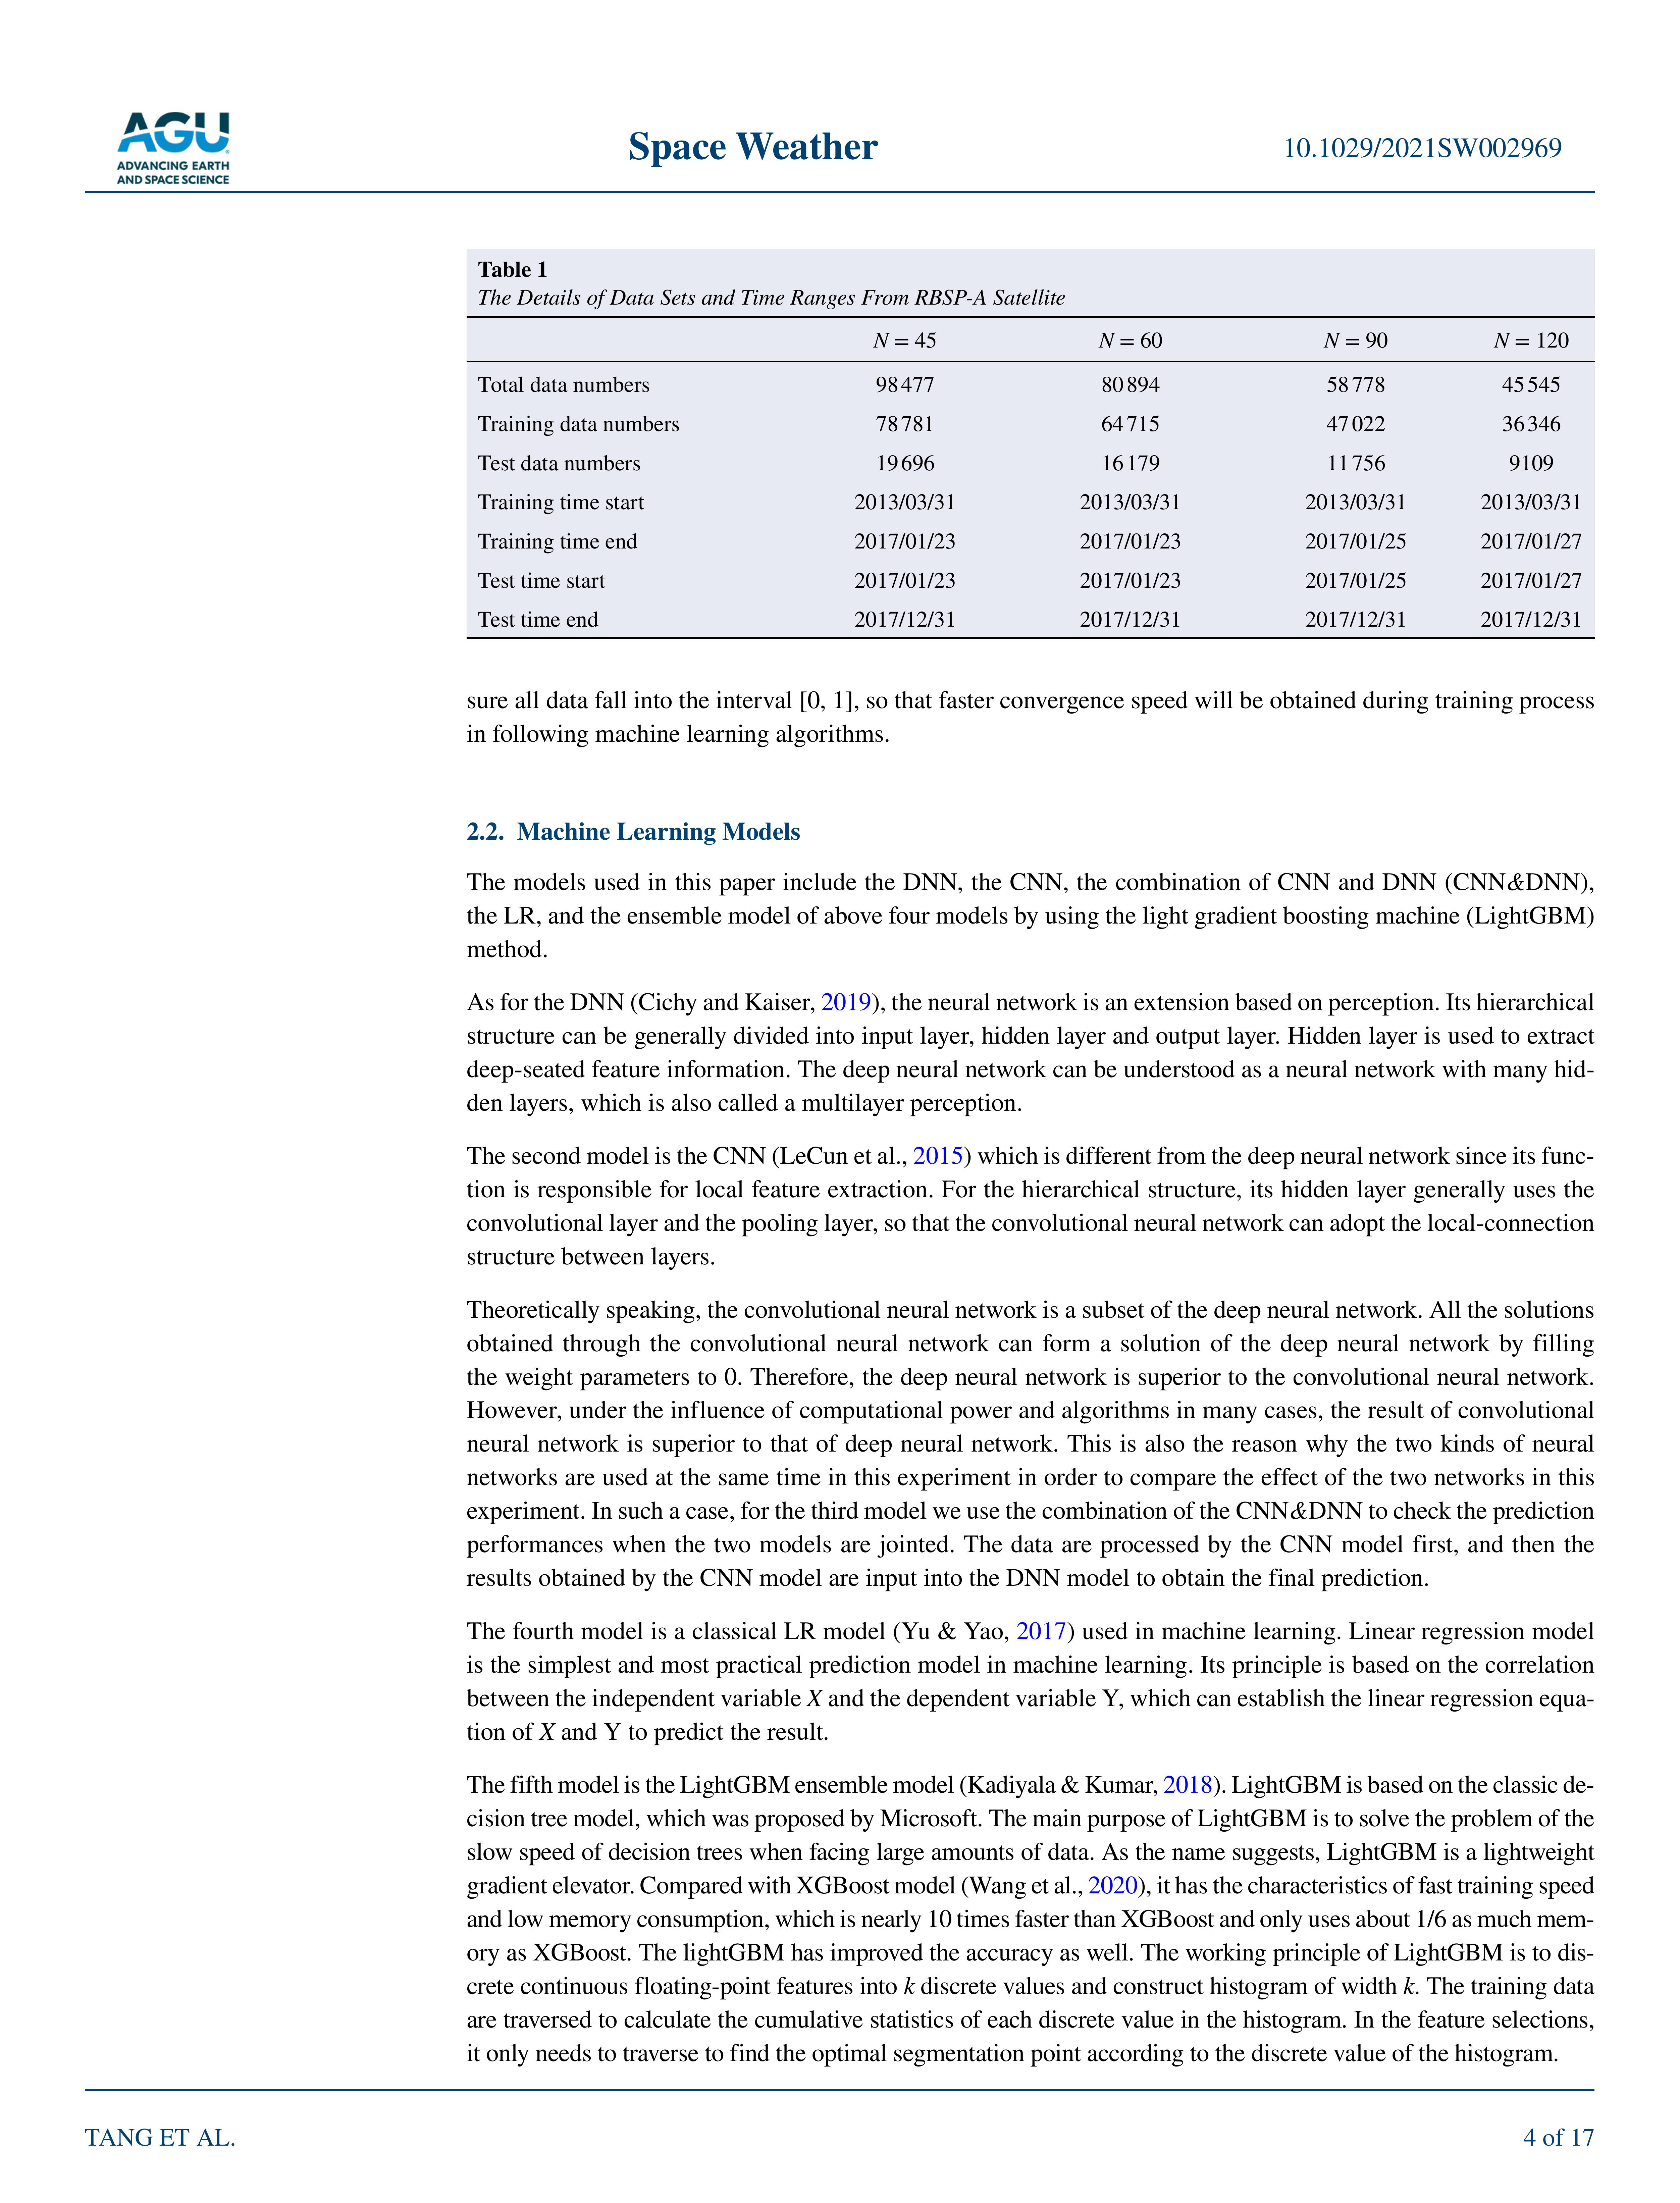 AGU
ADVANCING EARTH
AND SPACE SCIENCE
Space Weather
10.1029/2021SW002969
Table 1
The Details of Data Sets and Time Ranges From RBSP-A Satellite
N = 45 N = 60 N = 90 N = 120
Total data numbers 98 477 80 894 58 778 45 545
Training data numbers 78 781 64 715 47 022 36 346
Test data numbers 19 696 16 179 11 756 9109
Training time start 2013/03/31 2013/03/31 2013/03/31 2013/03/31
Training time end 2017/01/23 2017/01/23 2017/01/25 2017/01/27
Test time start 2017/01/23 2017/01/23 2017/01/25 2017/01/27
Test time end 2017/12/31 2017/12/31 2017/12/31 2017/12/31
sure all data fall into the interval [0, 1], so that faster convergence speed will be obtained during training process
in following machine learning algorithms.
2.2. Machine Learning Models
The models used in this paper include the DNN, the CNN, the combination of CNN and DNN (CNN&DNN),
the LR, and the ensemble model of above four models by using the light gradient boosting machine (LightGBM)
method.
As for the DNN (Cichy and Kaiser, 2019), the neural network is an extension based on perception. Its hierarchical
structure can be generally divided into input layer, hidden layer and output layer. Hidden layer is used to extract
deep-seated feature information. The deep neural network can be understood as a neural network with many hid-
den layers, which is also called a multilayer perception.
The second model is the CNN (LeCun et al., 2015) which is different from the deep neural network since its func-
tion is responsible for local feature extraction. For the hierarchical structure, its hidden layer generally uses the
convolutional layer and the pooling layer, so that the convolutional neural network can adopt the local-connection
structure between layers.
Theoretically speaking, the convolutional neural network is a subset of the deep neural network. All the solutions
obtained through the convolutional neural network can form a solution of the deep neural network by filling
the weight parameters to 0. Therefore, the deep neural network is superior to the convolutional neural network.
However, under the influence of computational power and algorithms in many cases, the result of convolutional
neural network is superior to that of deep neural network. This is also the reason why the two kinds of neural
networks are used at the same time in this experiment in order to compare the effect of the two networks in this
experiment. In such a case, for the third model we use the combination of the CNN&DNN to check the prediction
performances when the two models are jointed. The data are processed by the CNN model first, and then the
results obtained by the CNN model are input into the DNN model to obtain the final prediction.
The fourth model is a classical LR model (Yu & Yao, 2017) used in machine learning. Linear regression model
is the simplest and most practical prediction model in machine learning. Its principle is based on the correlation
between the independent variable X and the dependent variable Y, which can establish the linear regression equa-
tion of X and Y to predict the result.
The fifth model is the LightGBM ensemble model (Kadiyala & Kumar, 2018). LightGBM is based on the classic de-
cision tree model, which was proposed by Microsoft. The main purpose of LightGBM is to solve the problem of the
slow speed of decision trees when facing large amounts of data. As the name suggests, LightGBM is a lightweight
gradient elevator. Compared with XGBoost model (Wang et al., 2020), it has the characteristics of fast training speed
and low memory consumption, which is nearly 10 times faster than XGBoost and only uses about 1/6 as much mem-
ory as XGBoost. The lightGBM has improved the accuracy as well. The working principle of LightGBM is to dis-
crete continuous floating-point features into k discrete values and construct histogram of width k. The training data
are traversed to calculate the cumulative statistics of each discrete value in the histogram. In the feature selections,
it only needs to traverse to find the optimal segmentation point according to the discrete value of the histogram.
TANG ET AL.
4 of 17